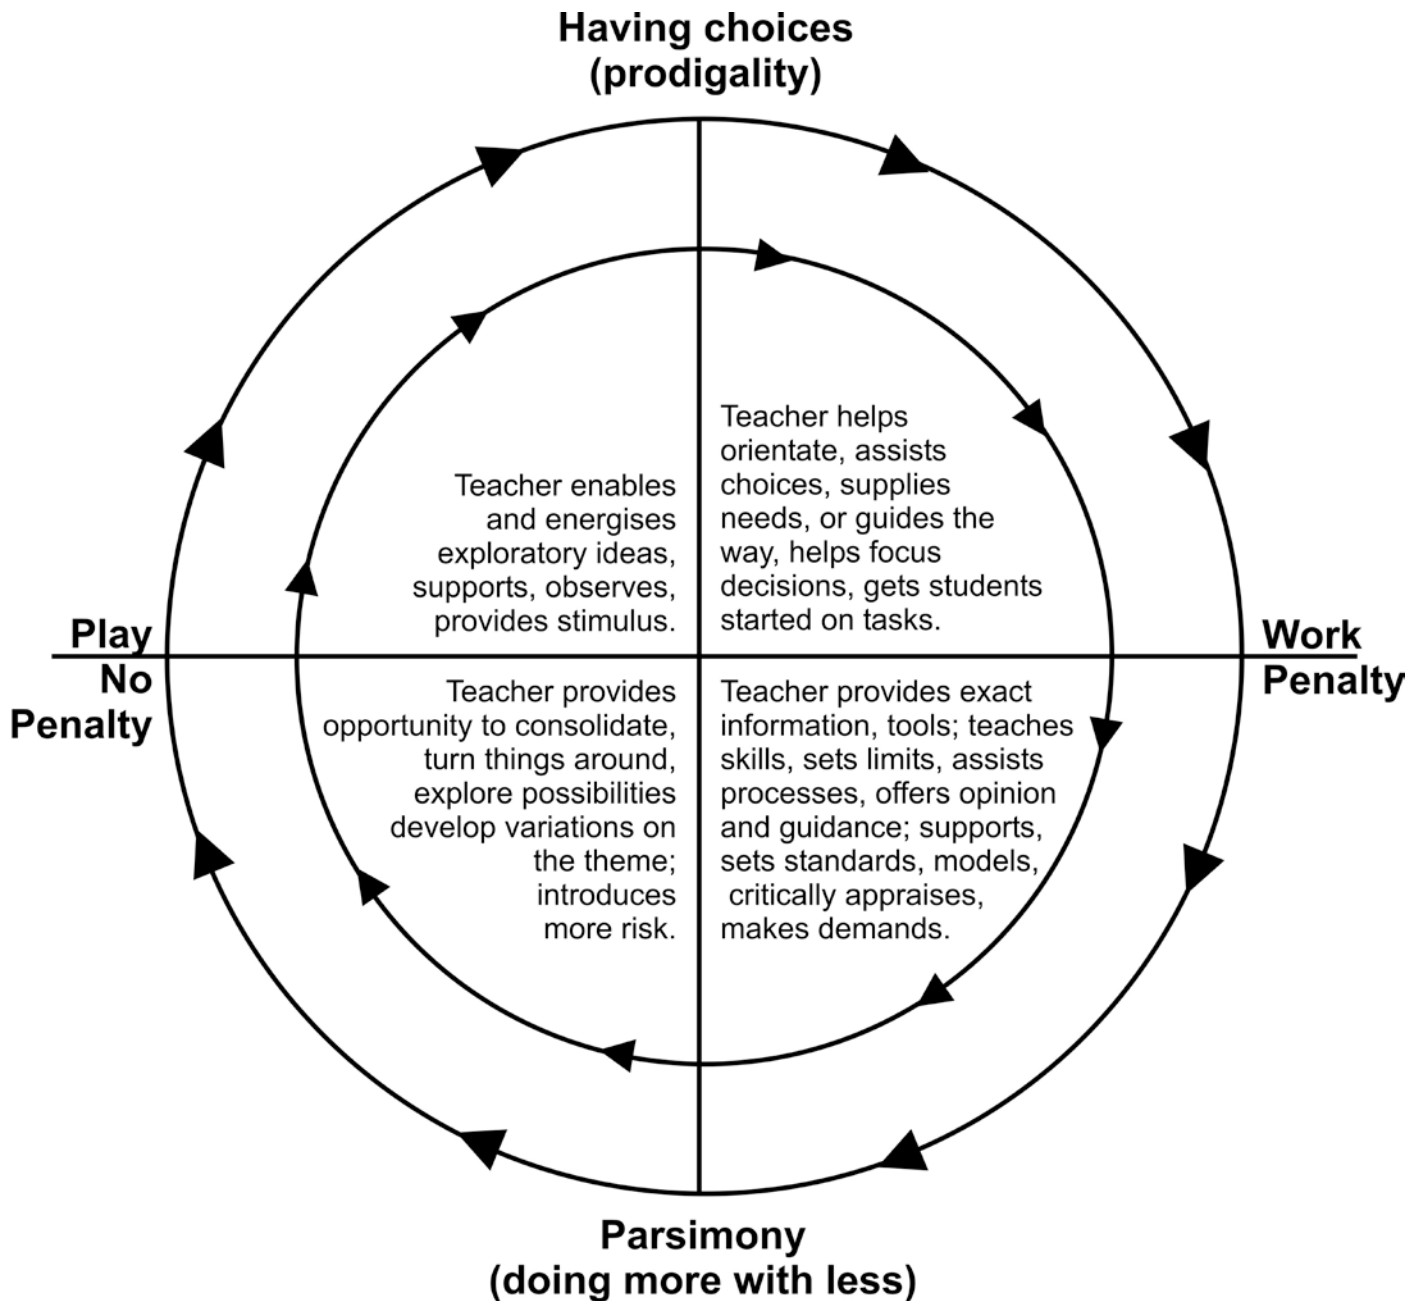 Having choices
(prodigality)
Teacher enables
and energises
exploratory ideas,
supports, observes,
provides stimulus.
Teacher helps
orientate, assists
choices, supplies
needs, or guides the
way, helps focus
decisions, gets students
started on tasks.
Play
No
Penalty
Work
Penalty
Teacher provides
opportunity to consolidate,
turn things around,
explore possibilities
develop variations on
the theme;
introduces
more risk.
Teacher provides exact
information, tools; teaches
skills, sets limits, assists
processes, offers opinion
and guidance; supports,
sets standards, models,
critically appraises,
makes demands.
Parsimony
(doing more with less)